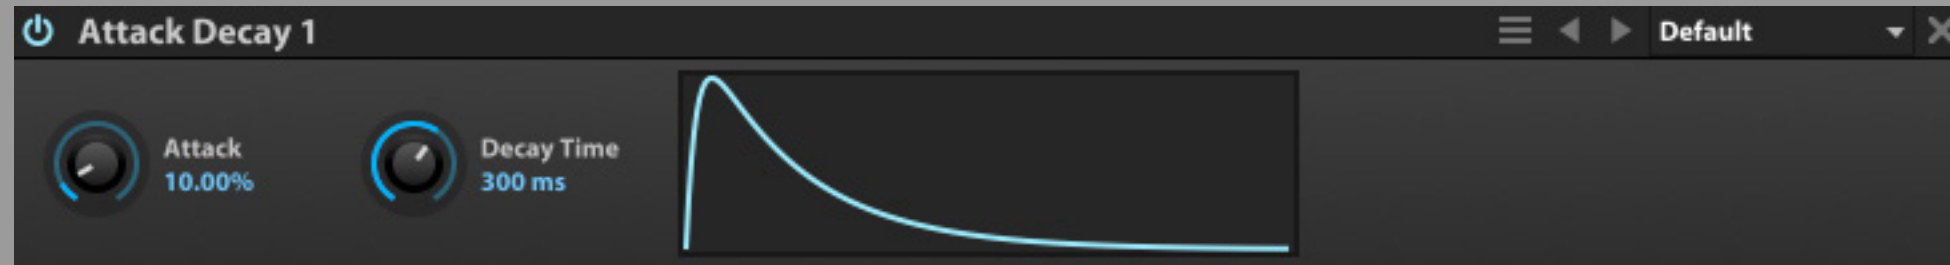 Attack Decay 1
Default
Attack
10.00%
Decay Time
300 ms